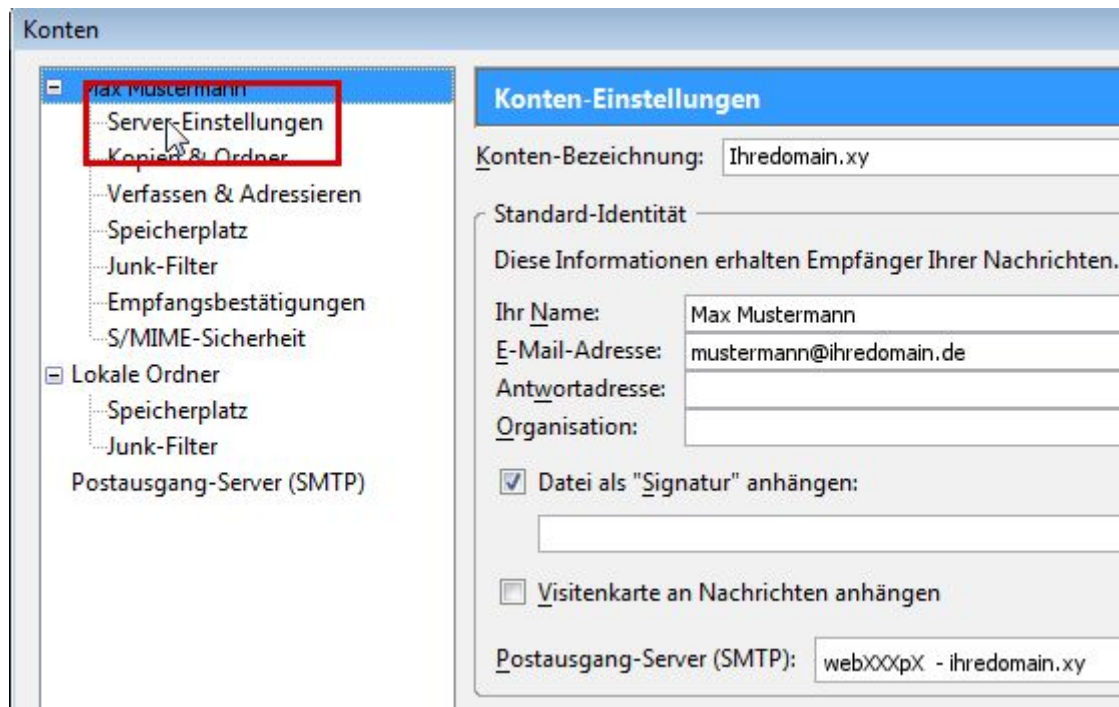 Konten
Max Mustermann
Server-Einstellungen
Kopien & Ordner
Verfassen & Adressieren
Speicherplatz
Junk-Filter
Empfangsbestätigungen
S/MIME-Sicherheit
Lokale Ordner
Speicherplatz
Junk-Filter
Postausgang-Server (SMTP)
Konten-Einstellungen
Konten-Bezeichnung: Ihredomain.xy
Standard-Identität
Diese Informationen erhalten Empfänger Ihrer Nachrichten.
Ihr Name: Max Mustermann
E-Mail-Adresse: mustermann@ihredomain.de
Antwortadresse:
Organisation:
Datei als "Signatur" anhängen:
Visitenkarte an Nachrichten anhängen
Postausgang-Server (SMTP): webXXXpX - ihredomain.xy